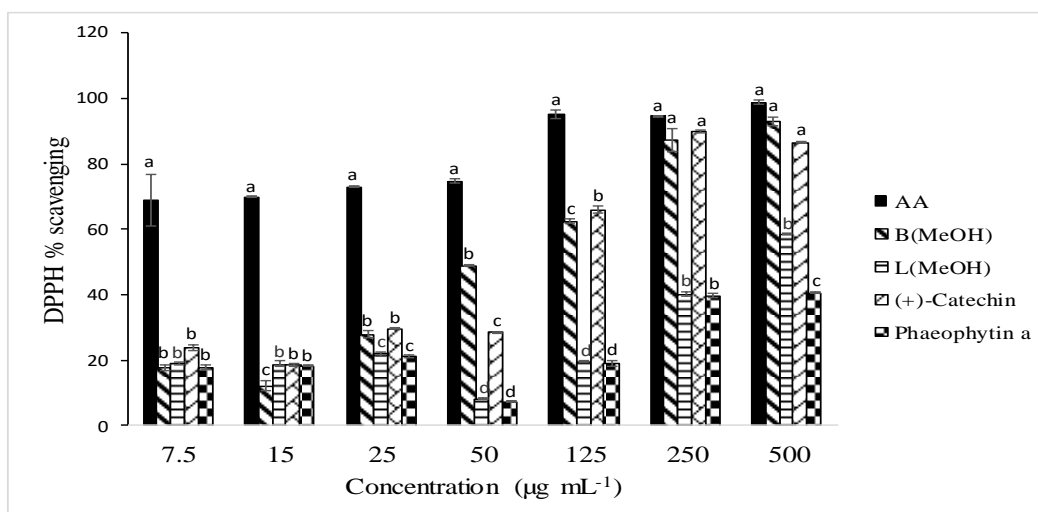 120
100
80
60
40
20
0
DPPH % scavenging
a
b b b b
a
c b b b
a
b c b c
a
b d c d
a
c d b d
a
a b a b
a
a b a c
7.5 15 25 50 125 250 500
Concentration (µg mL⁻¹)
AA
B(MeOH)
L(MeOH)
(+)-Catechin
Phaeophytin a